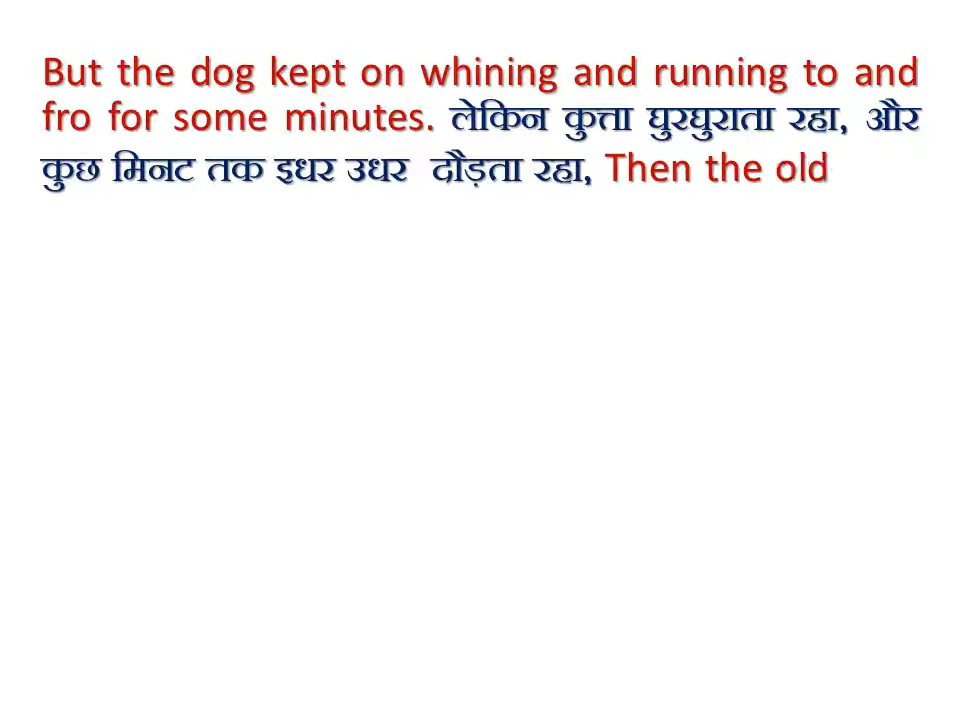 But the dog kept on whining and running to and
fro for some minutes. लेकिन कुत्ता घुरघुराता रहा, और
कुछ मिनट तक इधर उधर दौड़ता रहा, Then the old